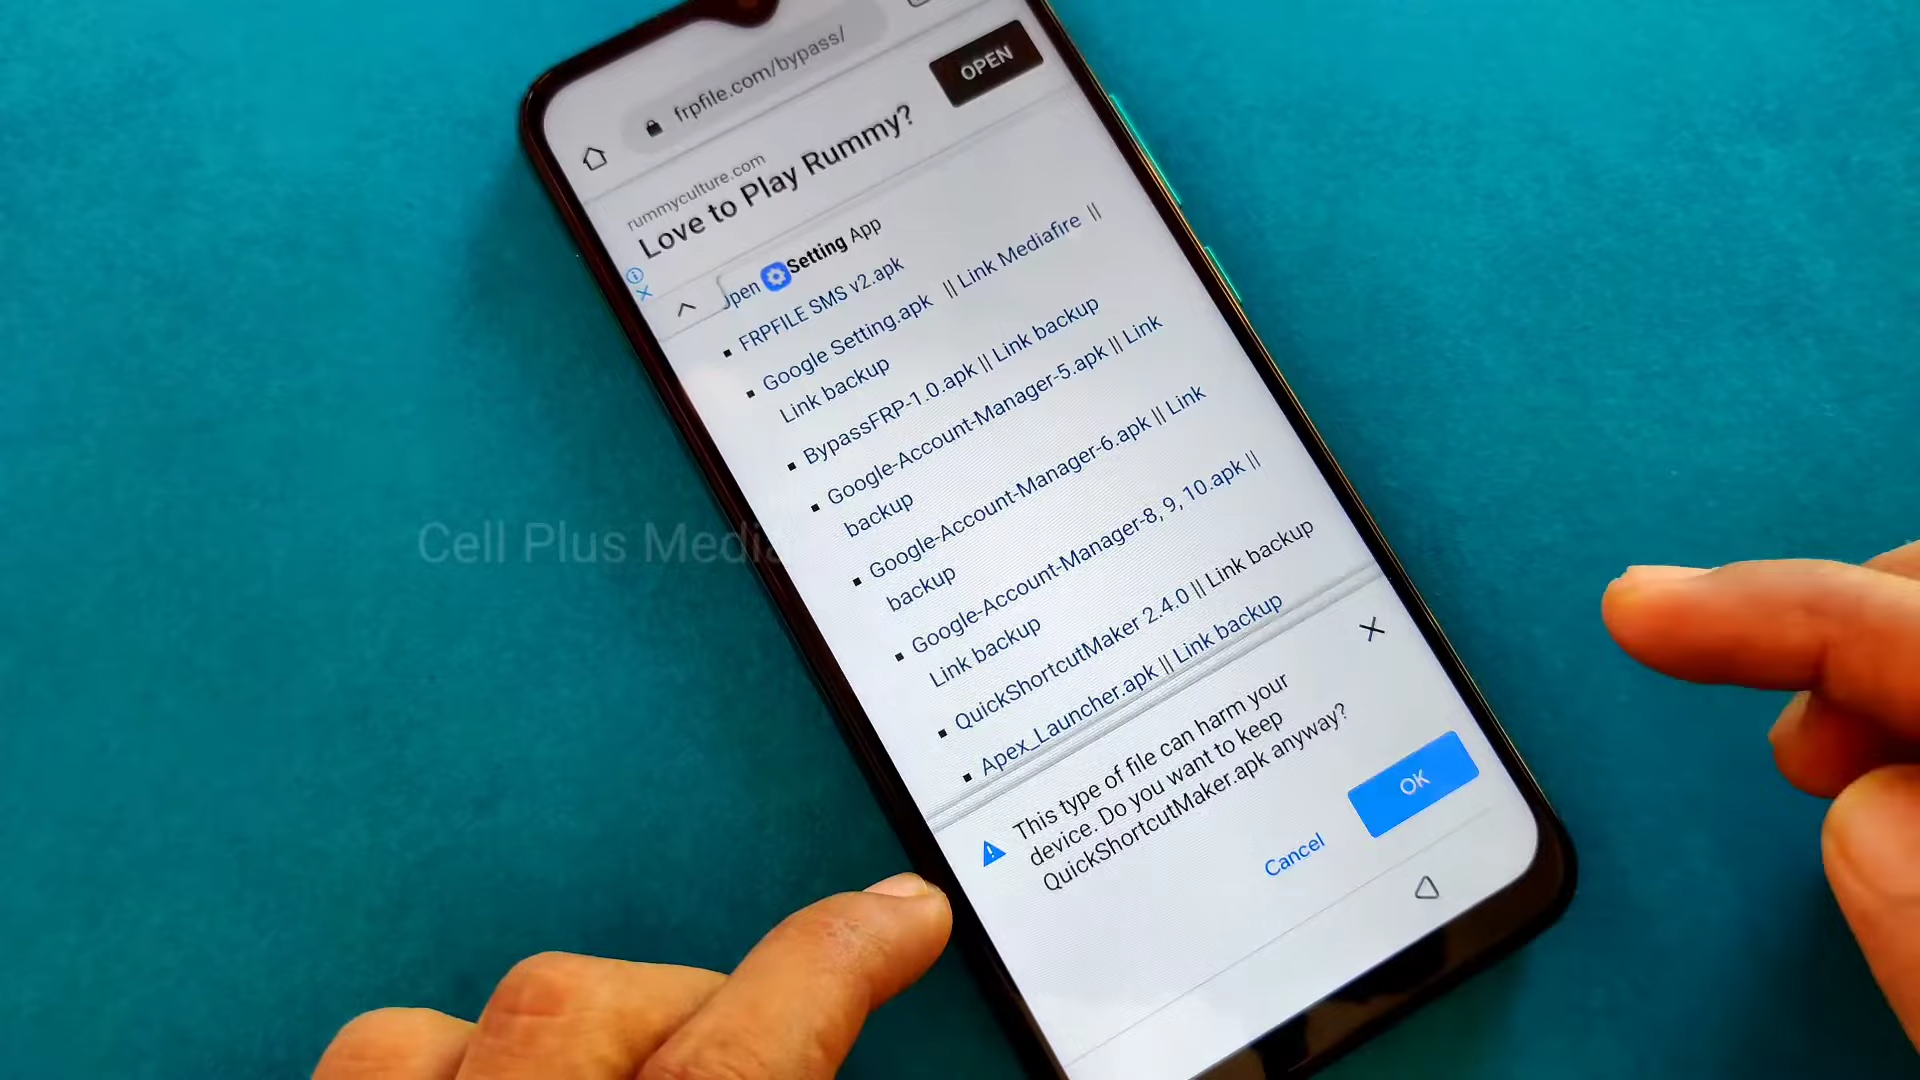 frpfile.com/bypass/
OPEN
rummyculture.com
Love to Play Rummy?
Setting App
FRPFILE SMS v2.apk
Google Setting.apk || Link Mediafire ||
Link backup
BypassFRP-1.0.apk || Link backup
Google-Account-Manager-5.apk || Link
backup
Google-Account-Manager-6.apk || Link
backup
Google-Account-Manager-8, 9, 10.apk ||
Link backup
QuickShortcutMaker 2.4.0 || Link backup
Apex_Launcher.apk || Link backup
This type of file can harm your
device. Do you want to keep
QuickShortcutMaker.apk anyway?
Cancel
OK
Cell Plus Media